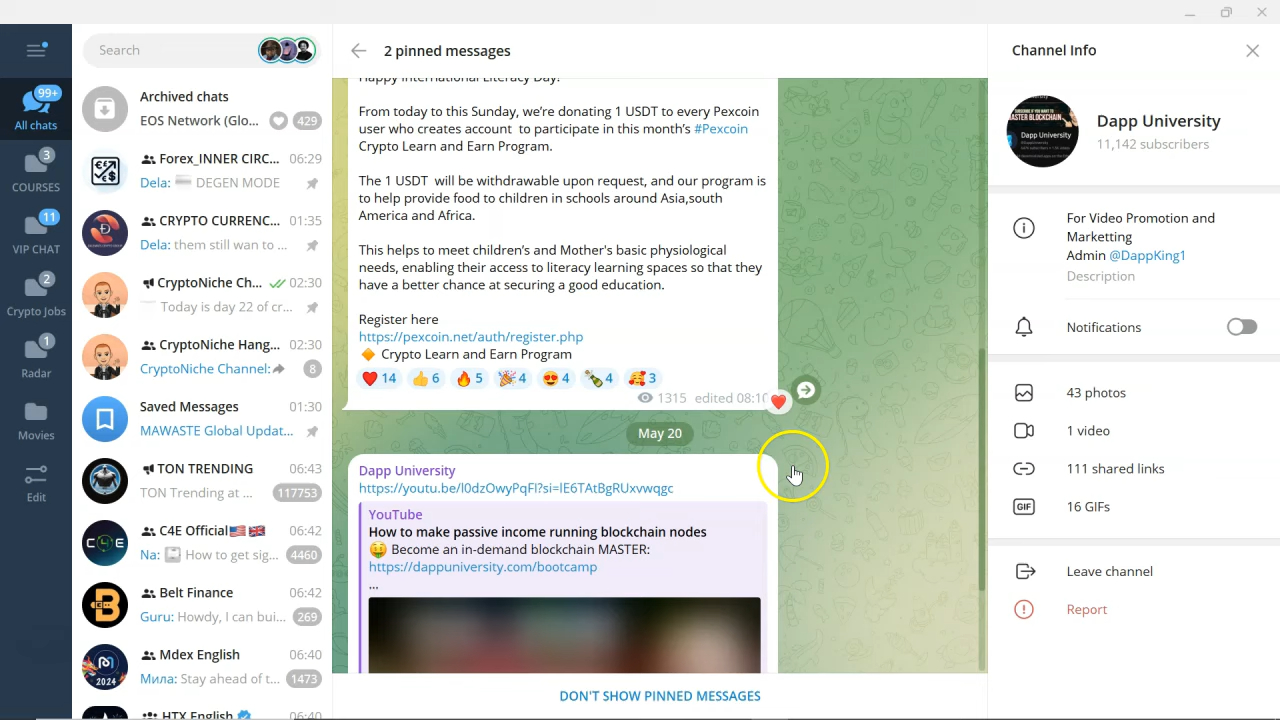 Search
2 pinned messages
Channel Info
99+
All chats
3
COURSES
11
VIP CHAT
2
Crypto Jobs
1
Radar
Movies
Edit
Archived chats
EOS Network (Glo... 429
Forex_INNER CIRC... 06:29
Dela: DEGEN MODE
CRYPTO CURRENC... 01:35
Dela: them still wan to ...
CryptoNiche Ch... 02:30
Today is day 22 of cr...
CryptoNiche Hang... 02:30
CryptoNiche Channel: 8
Saved Messages 01:30
MAWASTE Global Updat...
TON TRENDING 06:43
TON Trending at ... 117753
C4E Official🇺🇸 🇬🇧 06:42
Na: How to get sig... 4460
Belt Finance 06:42
Guru: Howdy, I can bui... 269
Mdex English 06:40
Мила: Stay ahead of t... 1473
2024
HTX English 06:40
Happy International Literacy Day!
From today to this Sunday, we're donating 1 USDT to every Pexcoin
user who creates account to participate in this month's #Pexcoin
Crypto Learn and Earn Program.
The 1 USDT will be withdrawable upon request, and our program is
to help provide food to children in schools around Asia,south
America and Africa.
This helps to meet children's and Mother's basic physiological
needs, enabling their access to literacy learning spaces so that they
have a better chance at securing a good education.
Register here
https://pexcoin.net/auth/register.php
🔶 Crypto Learn and Earn Program
❤️ 14 👍 6 🔥 5 🎉 4 😍 4 🍾 4 🥰 3
1315 edited 08:10
May 20
Dapp University
https://youtu.be/l0dzOwyPqFI?si=lE6TAtBgRUxvwqgc
YouTube
How to make passive income running blockchain nodes
🤑 Become an in-demand blockchain MASTER:
https://dappuniversity.com/bootcamp
...
DON'T SHOW PINNED MESSAGES
MASTER BLOCKCHAIN
Dapp University
Dapp University
11,142 subscribers
For Video Promotion and
Marketting
Admin @DappKing1
Description
Notifications
43 photos
1 video
111 shared links
GIF 16 GIFs
Leave channel
Report